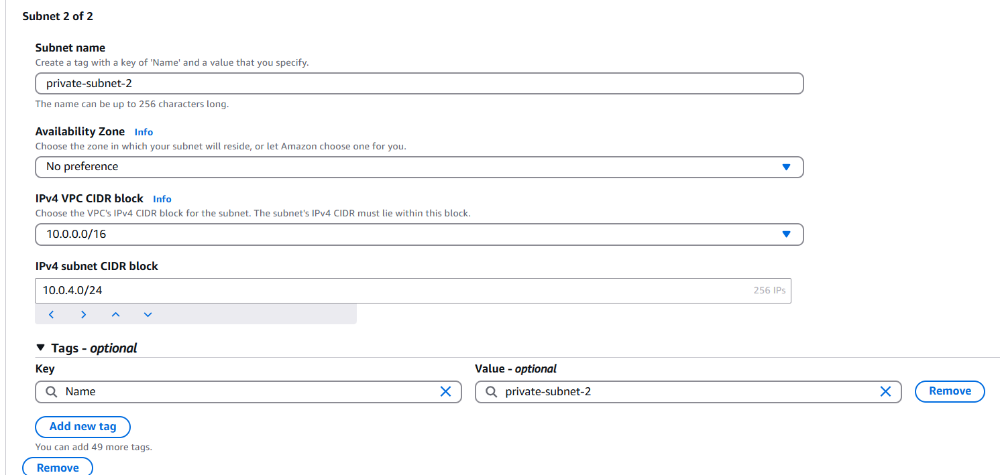 Subnet 2 of 2
Subnet name
Create a tag with a key of 'Name' and a value that you specify.
private-subnet-2
The name can be up to 256 characters long.
Availability Zone Info
Choose the zone in which your subnet will reside, or let Amazon choose one for you.
No preference
IPv4 VPC CIDR block Info
Choose the VPC's IPv4 CIDR block for the subnet. The subnet's IPv4 CIDR must lie within this block.
10.0.0.0/16
IPv4 subnet CIDR block
10.0.4.0/24 256 IPs
Tags - optional
Key Value - optional
Name private-subnet-2 Remove
Add new tag
You can add 49 more tags.
Remove